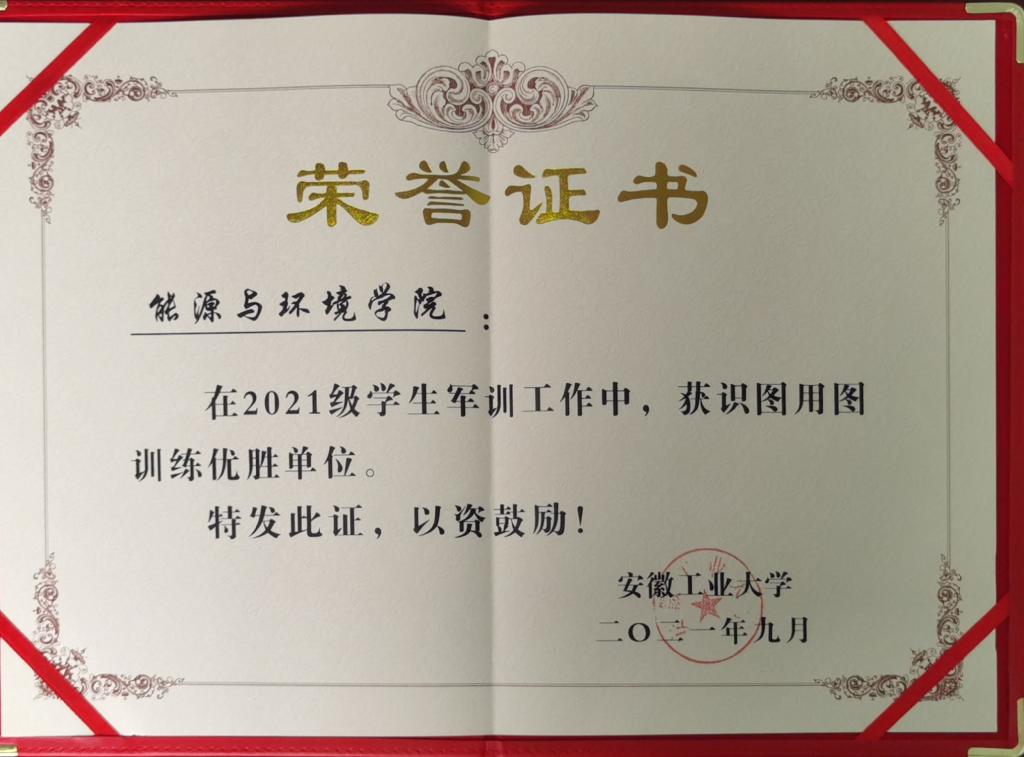 荣誉证书
能源与环境学院：
在2021级学生军训工作中，获识图用图
训练优胜单位。
特发此证，以资鼓励！
安徽工业大学
二〇二一年九月